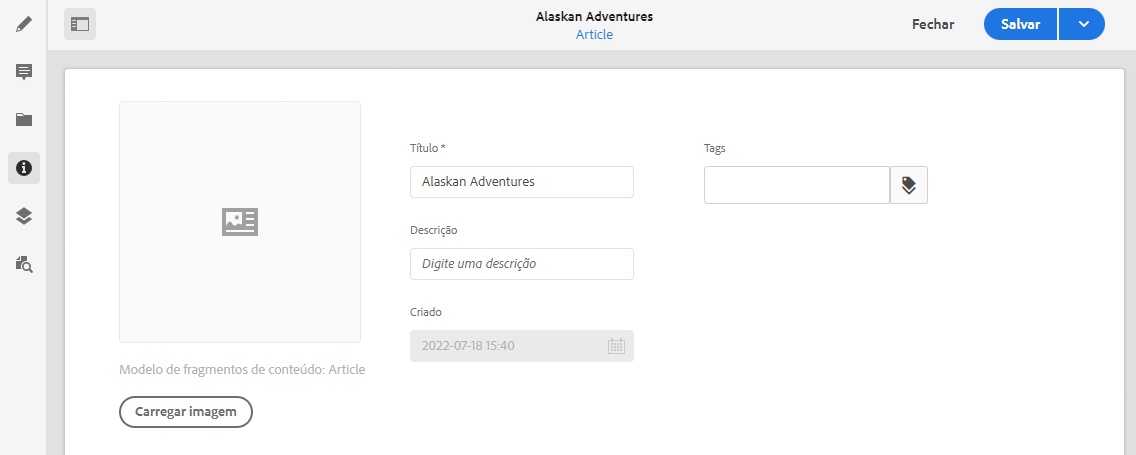 Alaskan Adventures
Article
Fechar
Salvar
Título *
Alaskan Adventures
Tags
Descrição
Digite uma descrição
Criado
2022-07-18 15:40
Modelo de fragmentos de conteúdo: Article
Carregar imagem